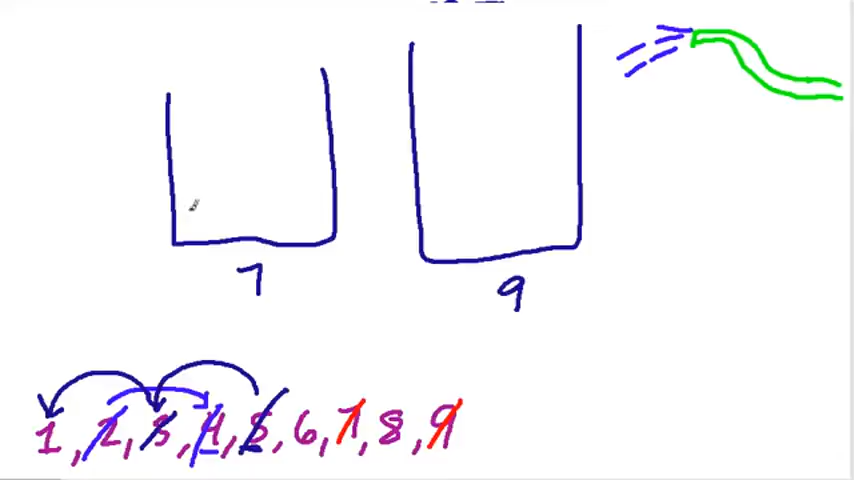 7
9
1, 2, 3, 4, 5, 6, 7, 8, 9